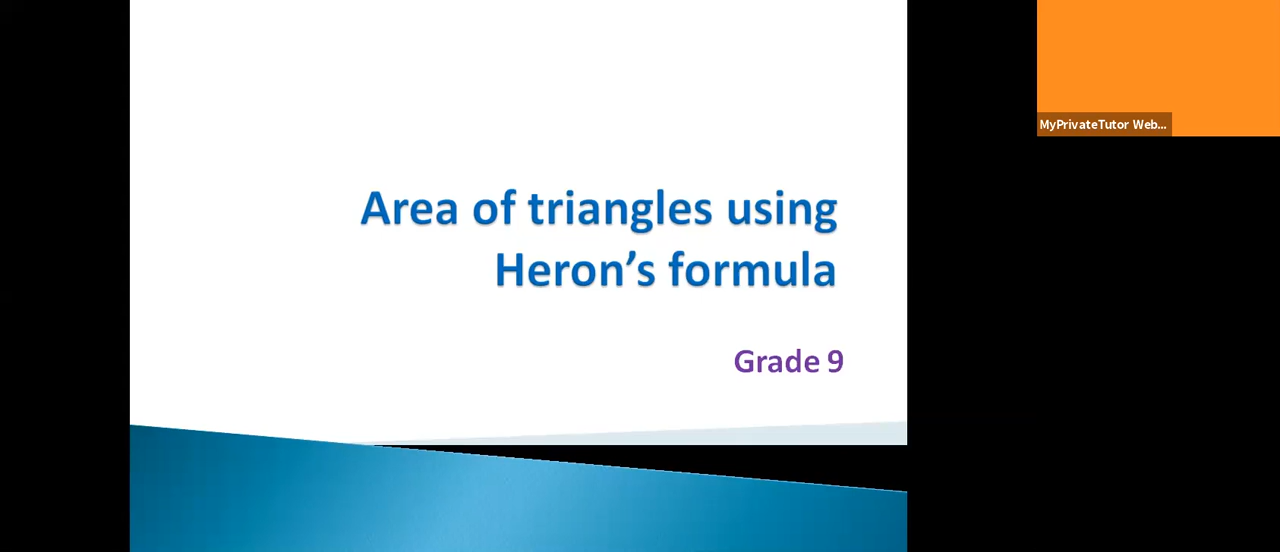 Area of triangles using
Heron’s formula
Grade 9
MyPrivateTutor Web...